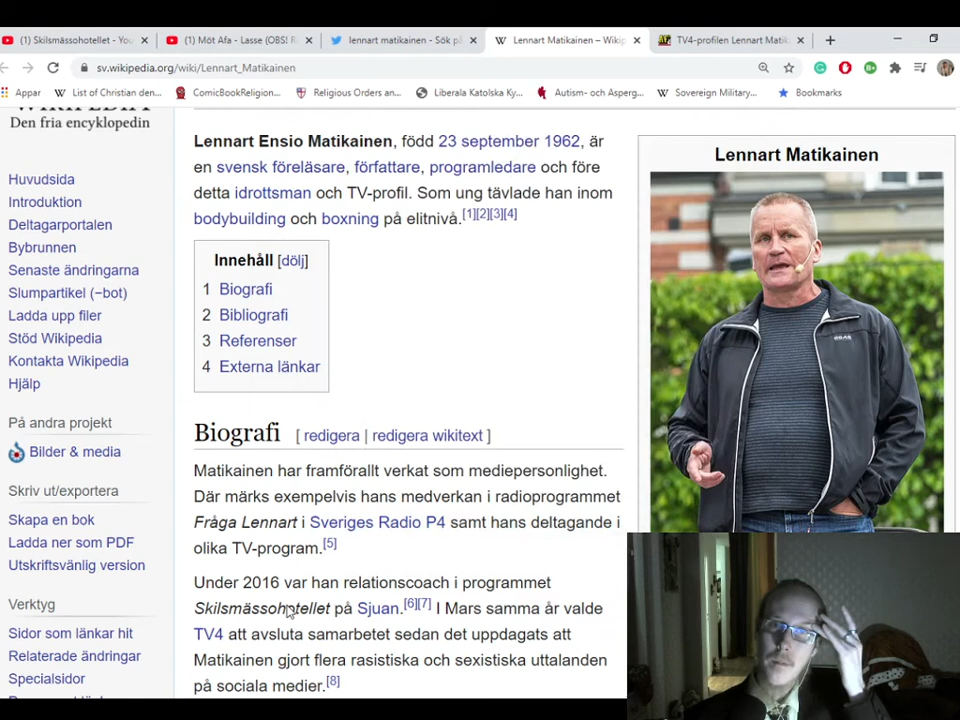 Skilsmässohotellet - You
Möt Afa - Lasse (OBS! R
lennart matikainen - Sök på
Lennart Matikainen – Wikip
TV4-profilen Lennart Matik
sv.wikipedia.org/wiki/Lennart_Matikainen
Appar
List of Christian den...
ComicBookReligion...
Religious Orders an...
Liberala Katolska Ky...
Autism- och Asperg...
Sovereign Military...
Bookmarks
WIKIPEDIA
Den fria encyklopedin
Huvudsida
Introduktion
Deltagarportalen
Bybrunnen
Senaste ändringarna
Slumpartikel (−bot)
Ladda upp filer
Stöd Wikipedia
Kontakta Wikipedia
Hjälp
På andra projekt
Bilder & media
Skriv ut/exportera
Skapa en bok
Ladda ner som PDF
Utskriftsvänlig version
Verktyg
Sidor som länkar hit
Relaterade ändringar
Specialsidor
Lennart Ensio Matikainen, född 23 september 1962, är
en svensk föreläsare, författare, programledare och före
detta idrottsman och TV-profil. Som ung tävlade han inom
bodybuilding och boxning på elitnivå.[1][2][3][4]
Innehåll [dölj]
1 Biografi
2 Bibliografi
3 Referenser
4 Externa länkar
Biografi [ redigera | redigera wikitext ]
Matikainen har framförallt verkat som mediepersonlighet.
Där märks exempelvis hans medverkan i radioprogrammet
Fråga Lennart i Sveriges Radio P4 samt hans deltagande i
olika TV-program.[5]
Under 2016 var han relationscoach i programmet
Skilsmässohotellet på Sjuan.[6][7] I Mars samma år valde
TV4 att avsluta samarbetet sedan det uppdagats att
Matikainen gjort flera rasistiska och sexistiska uttalanden
på sociala medier.[8]
Lennart Matikainen